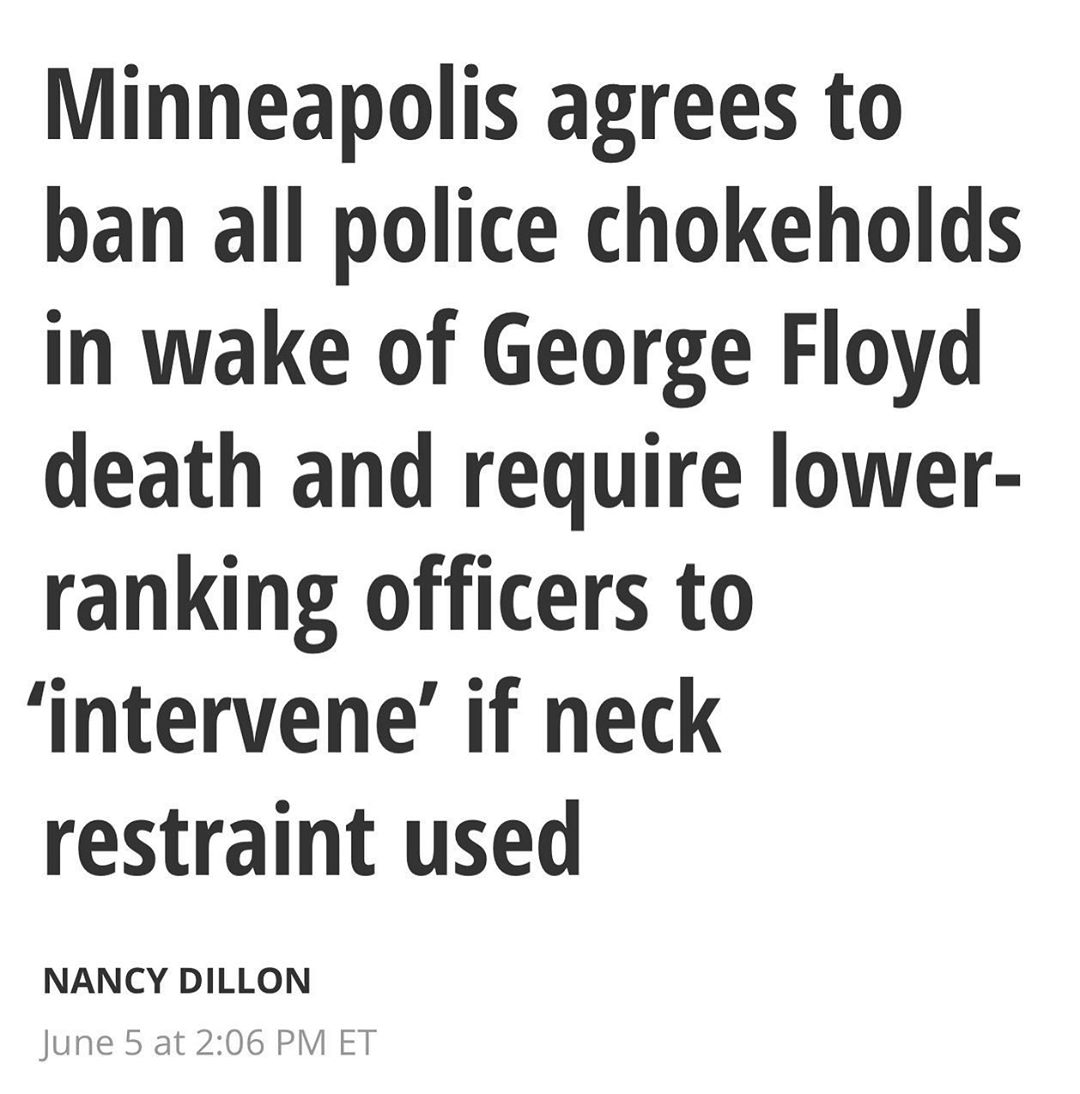 Minneapolis agrees to
ban all police chokeholds
in wake of George Floyd
death and require lower-
ranking officers to
‘intervene’ if neck
restraint used
NANCY DILLON
June 5 at 2:06 PM ET